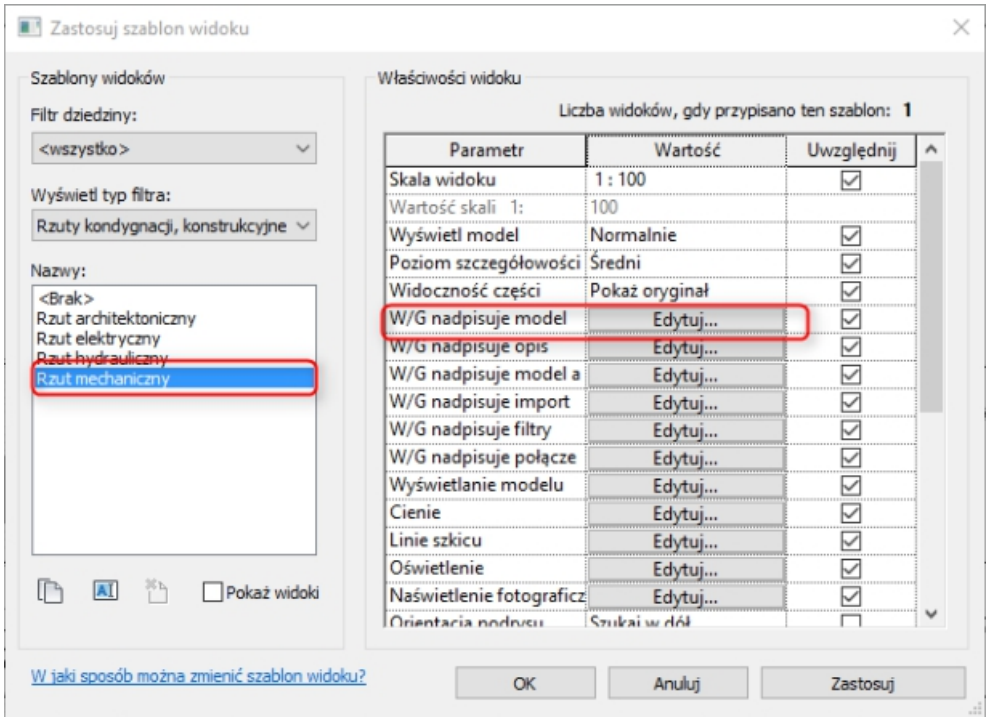 Zastosuj szablon widoku
Szablony widoków
Filtr dziedziny:
<wszystko>
Wyświetl typ filtra:
Rzuty kondygnacji, konstrukcyjne
Nazwy:
<Brak>
Rzut architektoniczny
Rzut elektryczny
Rzut hydrauliczny
Rzut mechaniczny
Pokaż widoki
Właściwości widoku
Liczba widoków, gdy przypisano ten szablon: 1
Parametr Wartość Uwzględnij
Skala widoku 1 : 100
Wartość skali 1: 100
Wyświetl model Normalnie
Poziom szczegółowości Średni
Widoczność części Pokaż oryginał
W/G nadpisuje model Edytuj...
W/G nadpisuje opis Edytuj...
W/G nadpisuje model a Edytuj...
W/G nadpisuje import Edytuj...
W/G nadpisuje filtry Edytuj...
W/G nadpisuje połącze Edytuj...
Wyświetlanie modelu Edytuj...
Cienie Edytuj...
Linie szkicu Edytuj...
Oświetlenie Edytuj...
Naświetlenie fotograficz Edytuj...
Orientacja podrysu Szukaj w dół
W jaki sposób można zmienić szablon widoku?
OK Anuluj Zastosuj